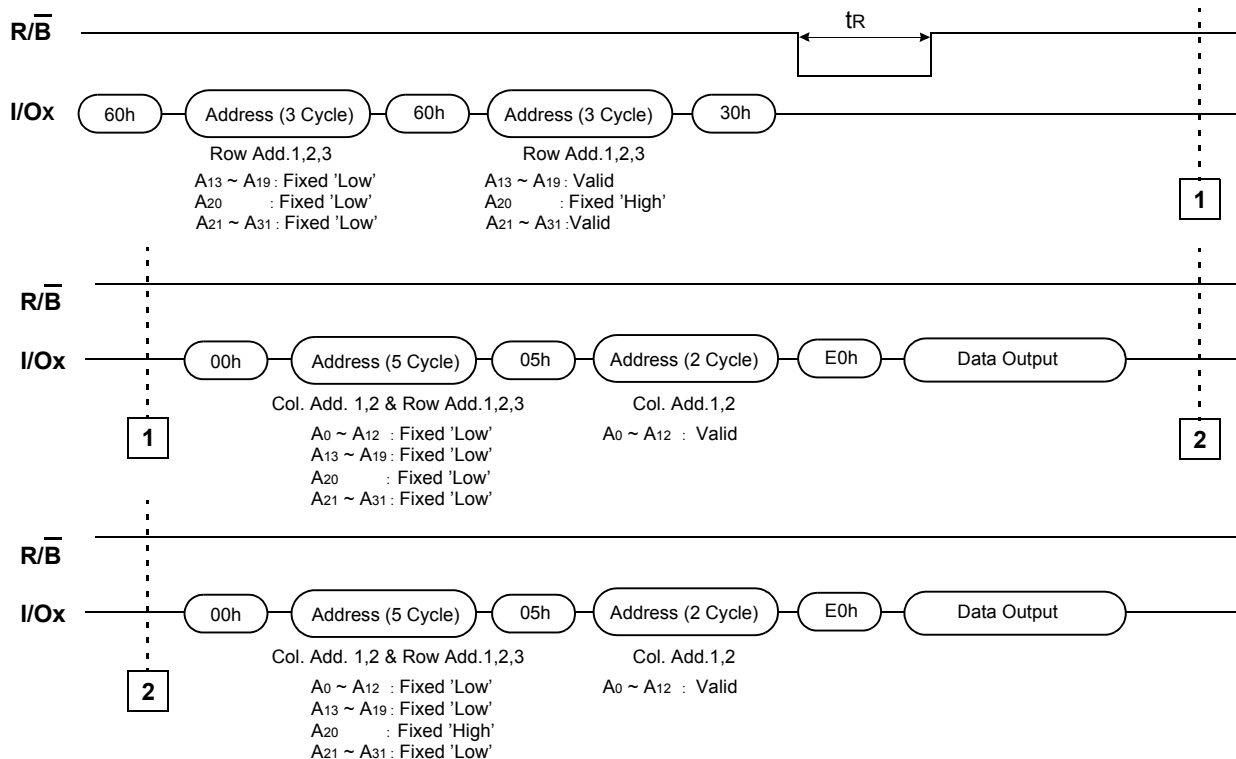 R/B tR
I/Ox 60h Address (3 Cycle) 60h Address (3 Cycle) 30h
Row Add.1,2,3 Row Add.1,2,3
A13 ~ A19 : Fixed 'Low' A13 ~ A19 : Valid
A20 : Fixed 'Low' A20 : Fixed 'High'
A21 ~ A31 : Fixed 'Low' A21 ~ A31 :Valid
1
R/B
I/Ox 00h Address (5 Cycle) 05h Address (2 Cycle) E0h Data Output
Col. Add. 1,2 & Row Add.1,2,3 Col. Add.1,2
1 A0 ~ A12 : Fixed 'Low' A0 ~ A12 : Valid 2
A13 ~ A19 : Fixed 'Low'
A20 : Fixed 'Low'
A21 ~ A31 : Fixed 'Low'
R/B
I/Ox 00h Address (5 Cycle) 05h Address (2 Cycle) E0h Data Output
Col. Add. 1,2 & Row Add.1,2,3 Col. Add.1,2
2 A0 ~ A12 : Fixed 'Low' A0 ~ A12 : Valid
A13 ~ A19 : Fixed 'Low'
A20 : Fixed 'High'
A21 ~ A31 : Fixed 'Low'